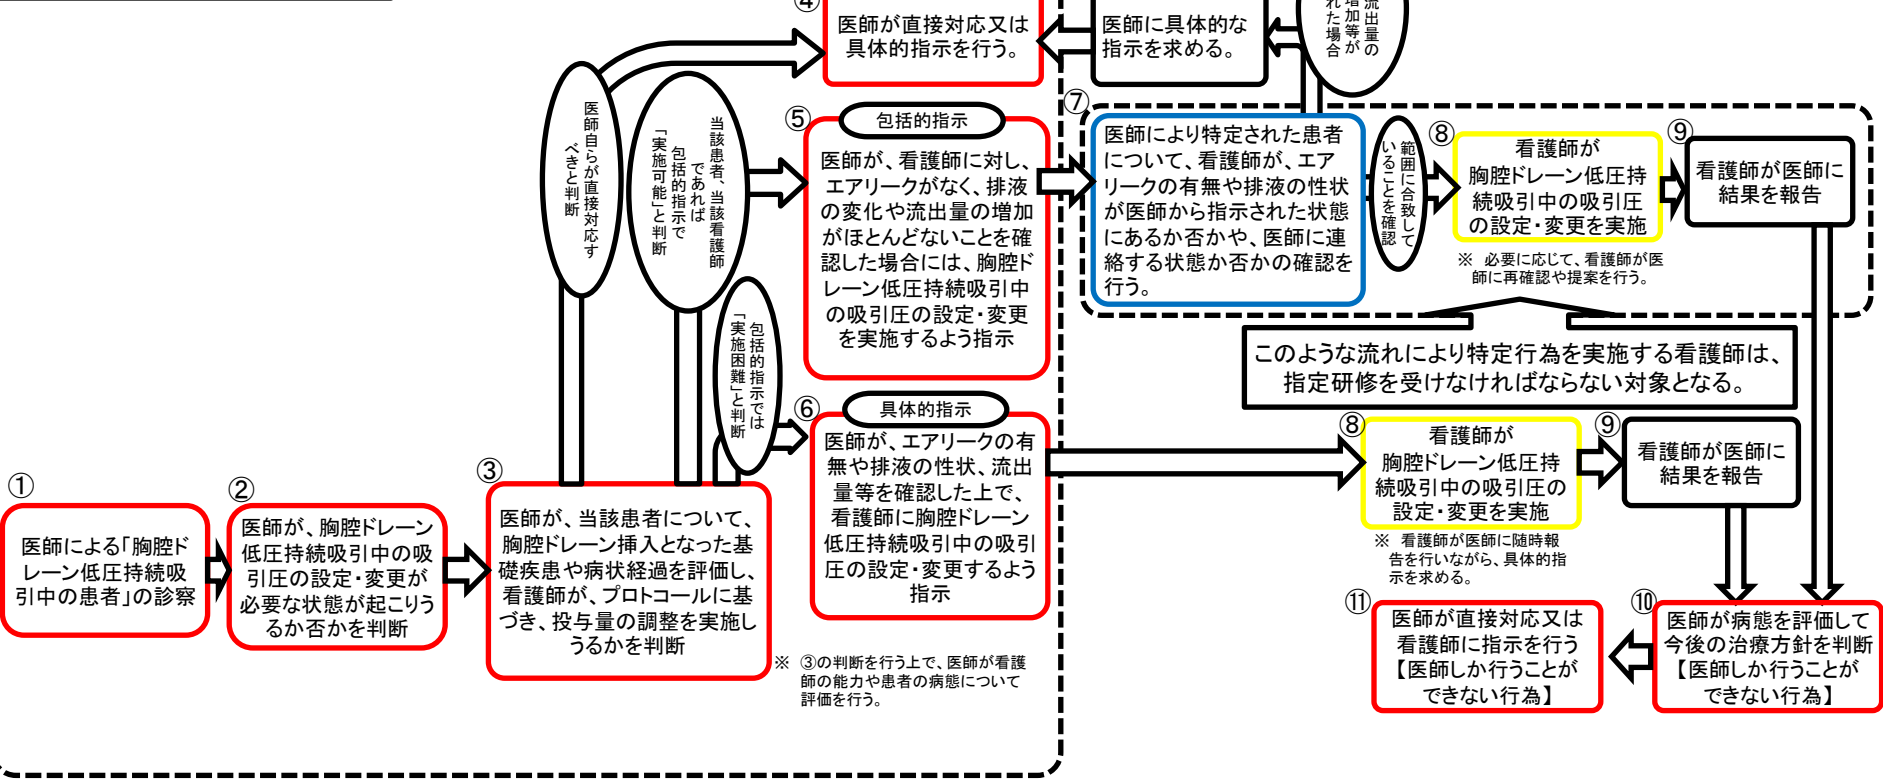 ④
医師が直接対応又は
具体的指示を行う。
医師に具体的な
指示を求める。
流出量の
増加等が
れた場合
医師自らが直接対応す
べきと判断
当該患者、当該看護師
であれば
包括的指示で
「実施可能」と判断
包括的指示では
「実施困難」と判断
⑤
包括的指示
医師が、看護師に対し、
エアリークがなく、排液
の変化や流出量の増加
がほとんどないことを確
認した場合には、胸腔ド
レーン低圧持続吸引中
の吸引圧の設定・変更
を実施するよう指示
⑦
医師により特定された患者
について、看護師が、エア
リークの有無や排液の性状
が医師から指示された状態
にあるか否かや、医師に連
絡する状態か否かの確認を
行う。
範囲に合致して
いることを確認
⑧
看護師が
胸腔ドレーン低圧持
続吸引中の吸引圧
の設定・変更を実施
※ 必要に応じて、看護師が医
師に再確認や提案を行う。
⑨
看護師が医師に
結果を報告
このような流れにより特定行為を実施する看護師は、
指定研修を受けなければならない対象となる。
⑥
具体的指示
医師が、エアリークの有
無や排液の性状、流出
量等を確認した上で、
看護師に胸腔ドレーン
低圧持続吸引中の吸引
圧の設定・変更するよう
指示
⑧
看護師が
胸腔ドレーン低圧持
続吸引中の吸引圧の
設定・変更を実施
※ 看護師が医師に随時報
告を行いながら、具体的指
示を求める。
⑨
看護師が医師に
結果を報告
①
医師による「胸腔ド
レーン低圧持続吸
引中の患者」の診察
②
医師が、胸腔ドレーン
低圧持続吸引中の吸
引圧の設定・変更が
必要な状態が起こりう
るか否かを判断
③
医師が、当該患者について、
胸腔ドレーン挿入となった基
礎疾患や病状経過を評価し、
看護師が、プロトコールに基
づき、投与量の調整を実施し
うるかを判断
※ ③の判断を行う上で、医師が看護
師の能力や患者の病態について
評価を行う。
⑪
医師が直接対応又は
看護師に指示を行う
【医師しか行うことが
できない行為】
⑩
医師が病態を評価して
今後の治療方針を判断
【医師しか行うことが
できない行為】